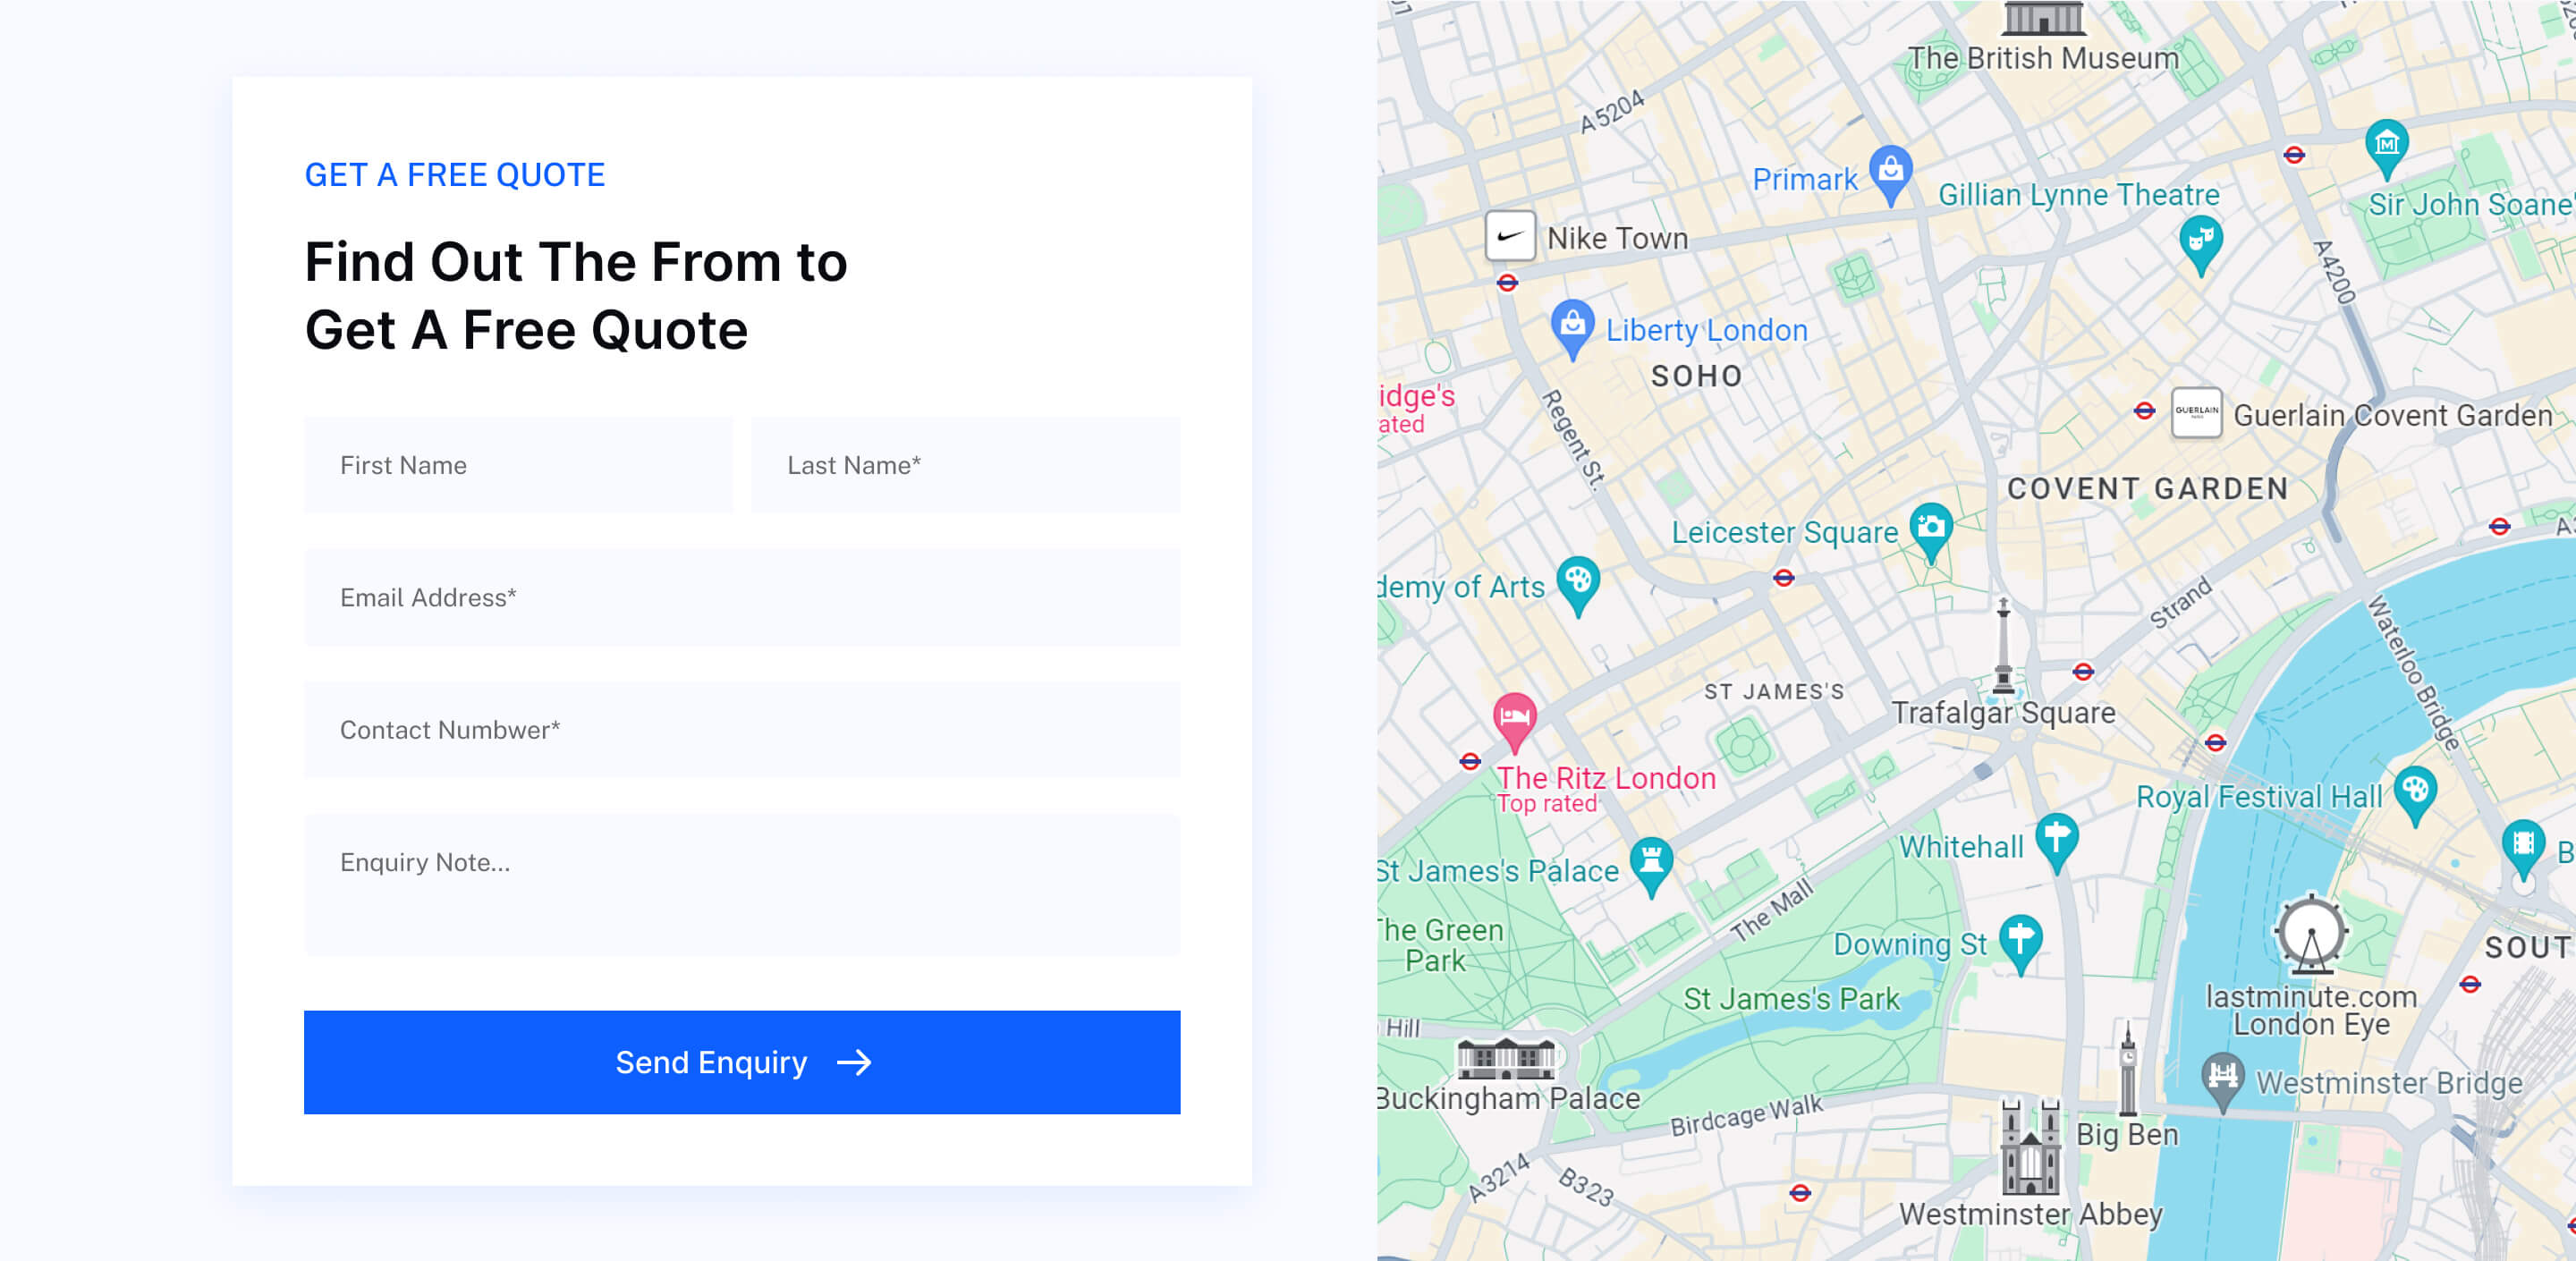 GET A FREE QUOTE
Find Out The From to
Get A Free Quote
First Name
Last Name*
Email Address*
Contact Numbwer*
Enquiry Note...
Send Enquiry
The British Museum
A5204
Primark
Gillian Lynne Theatre
Sir John Soane'
Nike Town
A4200
Liberty London
SOHO
idge's
ated
Regent St.
GUERLAIN
Guerlain Covent Garden
COVENT GARDEN
Leicester Square
demy of Arts
Strand
Waterloo Bridge
ST JAMES'S
Trafalgar Square
The Ritz London
Top rated
Royal Festival Hall
Whitehall
B
St James's Palace
The Mall
The Green
Park
Downing St
SOUT
St James's Park
lastminute.com
London Eye
Hill
Buckingham Palace
Westminster Bridge
Birdcage Walk
Big Ben
A3214
B323
Westminster Abbey